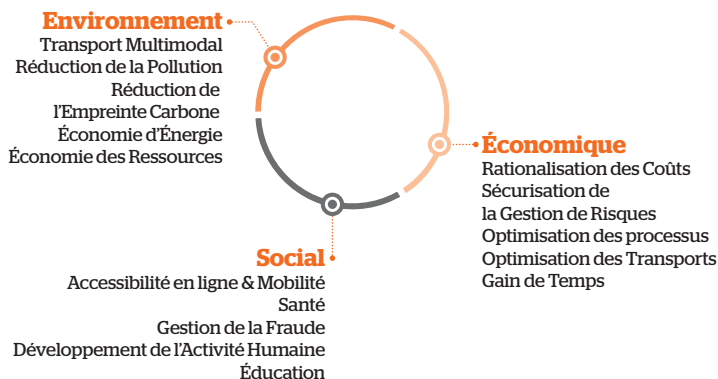 Environnement
Transport Multimodal
Réduction de la Pollution
Réduction de
l'Empreinte Carbone
Économie d'Énergie
Économie des Ressources
Économique
Rationalisation des Coûts
Sécurisation de
la Gestion de Risques
Optimisation des processus
Optimisation des Transports
Gain de Temps
Social
Accessibilité en ligne & Mobilité
Santé
Gestion de la Fraude
Développement de l'Activité Humaine
Éducation